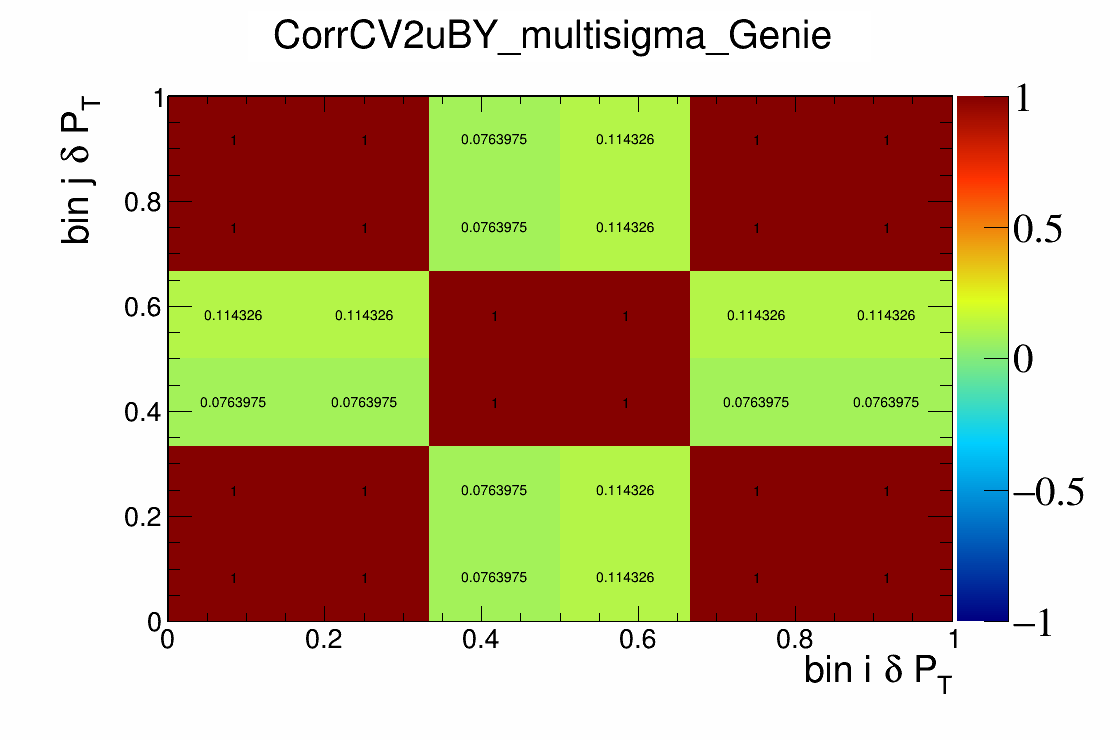 CorrCV2uBY_multisigma_Genie
bin j δ P_T
1
0.8
0.6
0.4
0.2
0
1 1 0.0763975 0.114326 1 1
1 1 0.0763975 0.114326 1 1
0.114326 0.114326 1 1 0.114326 0.114326
0.0763975 0.0763975 1 1 0.0763975 0.0763975
1 1 0.0763975 0.114326 1 1
1 1 0.0763975 0.114326 1 1
0 0.2 0.4 0.6 0.8 1
bin i δ P_T
1
0.5
0
−0.5
−1